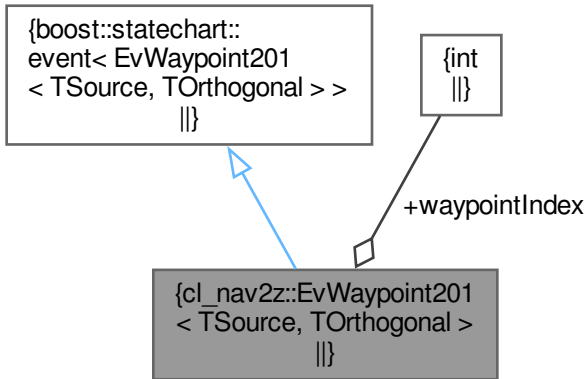 {boost::statechart::
event< EvWaypoint201
< TSource, TOrthogonal > >
||}
{int
||}
+waypointIndex
{cl_nav2z::EvWaypoint201
< TSource, TOrthogonal >
||}